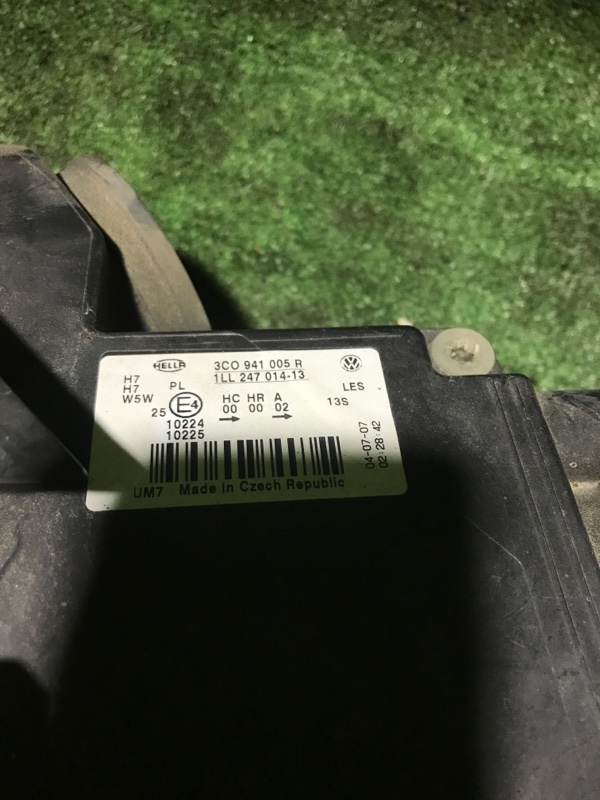 HELLA 3C0 941 005 R
1LL 247 014-13
H7 PL LES
H7 HC HR A
W5W E4 00 00 02 13S
25
10224
10225
04-07-07
02:28:42
UM7 Made in Czech Republic